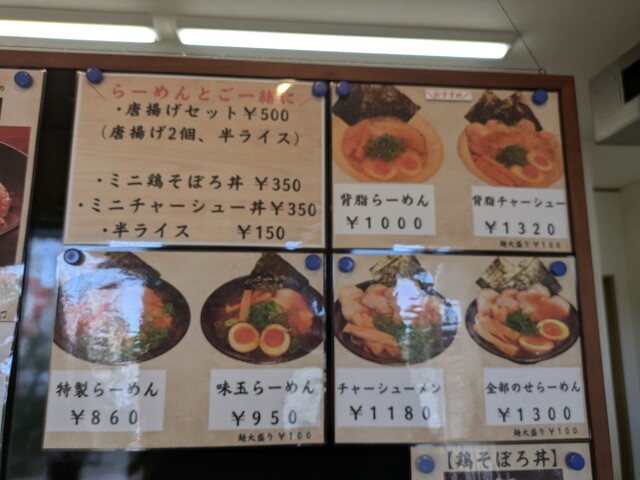 らーめんとご一緒に
・唐揚げセット￥500
(唐揚げ2個、半ライス)
・ミニ鶏そぼろ丼 ￥350
・ミニチャーシュー丼￥350
・半ライス ￥150
おすすめ
背脂らーめん
￥1000
背脂チャーシュー
￥1320
麺大盛り￥100
特製らーめん
￥860
味玉らーめん
￥950
麺大盛り￥100
チャーシューメン
￥1180
全部のせらーめん
￥1300
麺大盛り￥100
【鶏そぼろ丼】